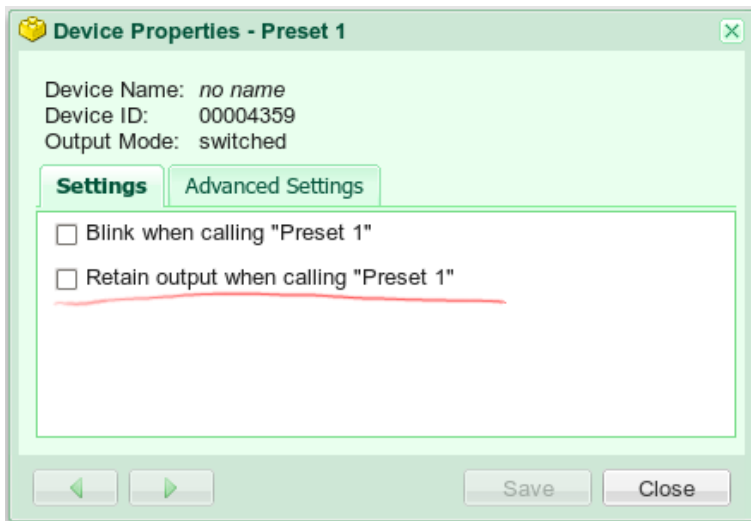 Device Properties - Preset 1
Device Name: no name
Device ID: 00004359
Output Mode: switched
Settings Advanced Settings
Blink when calling "Preset 1"
Retain output when calling "Preset 1"
Save Close